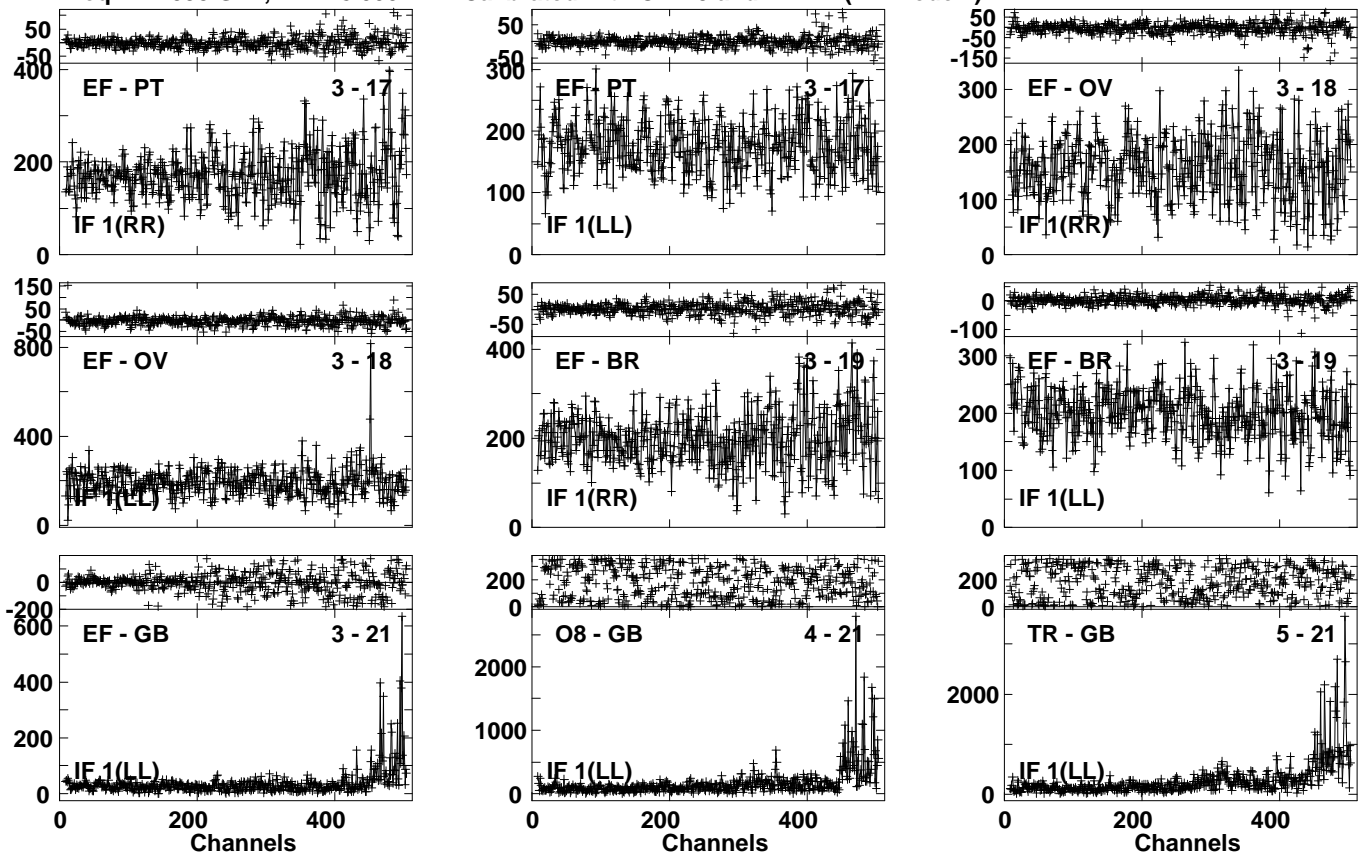 50
-50
400
200
0
EF - PT
3 - 17
IF 1(RR)
50
-50
300
200
100
0
EF - PT
3 - 17
IF 1(LL)
50
-50
-150
300
200
100
0
EF - OV
3 - 18
IF 1(RR)
150
50
-50
800
400
0
EF - OV
3 - 18
IF 1(LL)
50
-50
400
200
0
EF - BR
3 - 19
IF 1(RR)
0
-100
300
200
100
0
EF - BR
3 - 19
IF 1(LL)
0
-200
600
400
200
0
EF - GB
3 - 21
IF 1(LL)
0 200 400
Channels
200
0
2000
1000
0
O8 - GB
4 - 21
IF 1(LL)
0 200 400
Channels
200
0
2000
0
TR - GB
5 - 21
IF 1(LL)
0 200 400
Channels